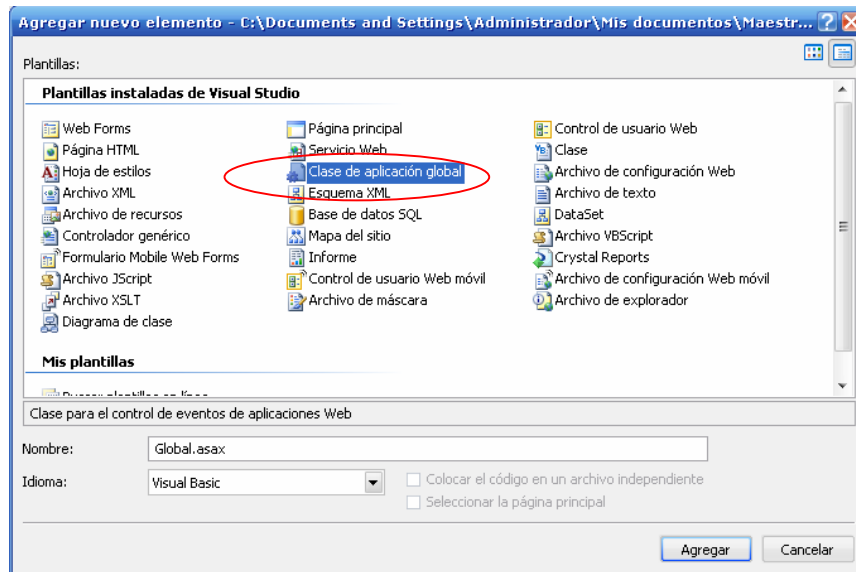 Agregar nuevo elemento - C:\Documents and Settings\Administrador\Mis documentos\Maestr...
Plantillas:
Plantillas instaladas de Visual Studio
Web Forms
Página principal
Control de usuario Web
Página HTML
Servicio Web
Clase
Hoja de estilos
Clase de aplicación global
Archivo de configuración Web
Archivo XML
Esquema XML
Archivo de texto
Archivo de recursos
Base de datos SQL
DataSet
Controlador genérico
Mapa del sitio
Archivo VBScript
Formulario Mobile Web Forms
Informe
Crystal Reports
Archivo JScript
Control de usuario Web móvil
Archivo de configuración Web móvil
Archivo XSLT
Archivo de máscara
Archivo de explorador
Diagrama de clase
Mis plantillas
Clase para el control de eventos de aplicaciones Web
Nombre: Global.asax
Idioma: Visual Basic
Colocar el código en un archivo independiente
Seleccionar la página principal
Agregar Cancelar